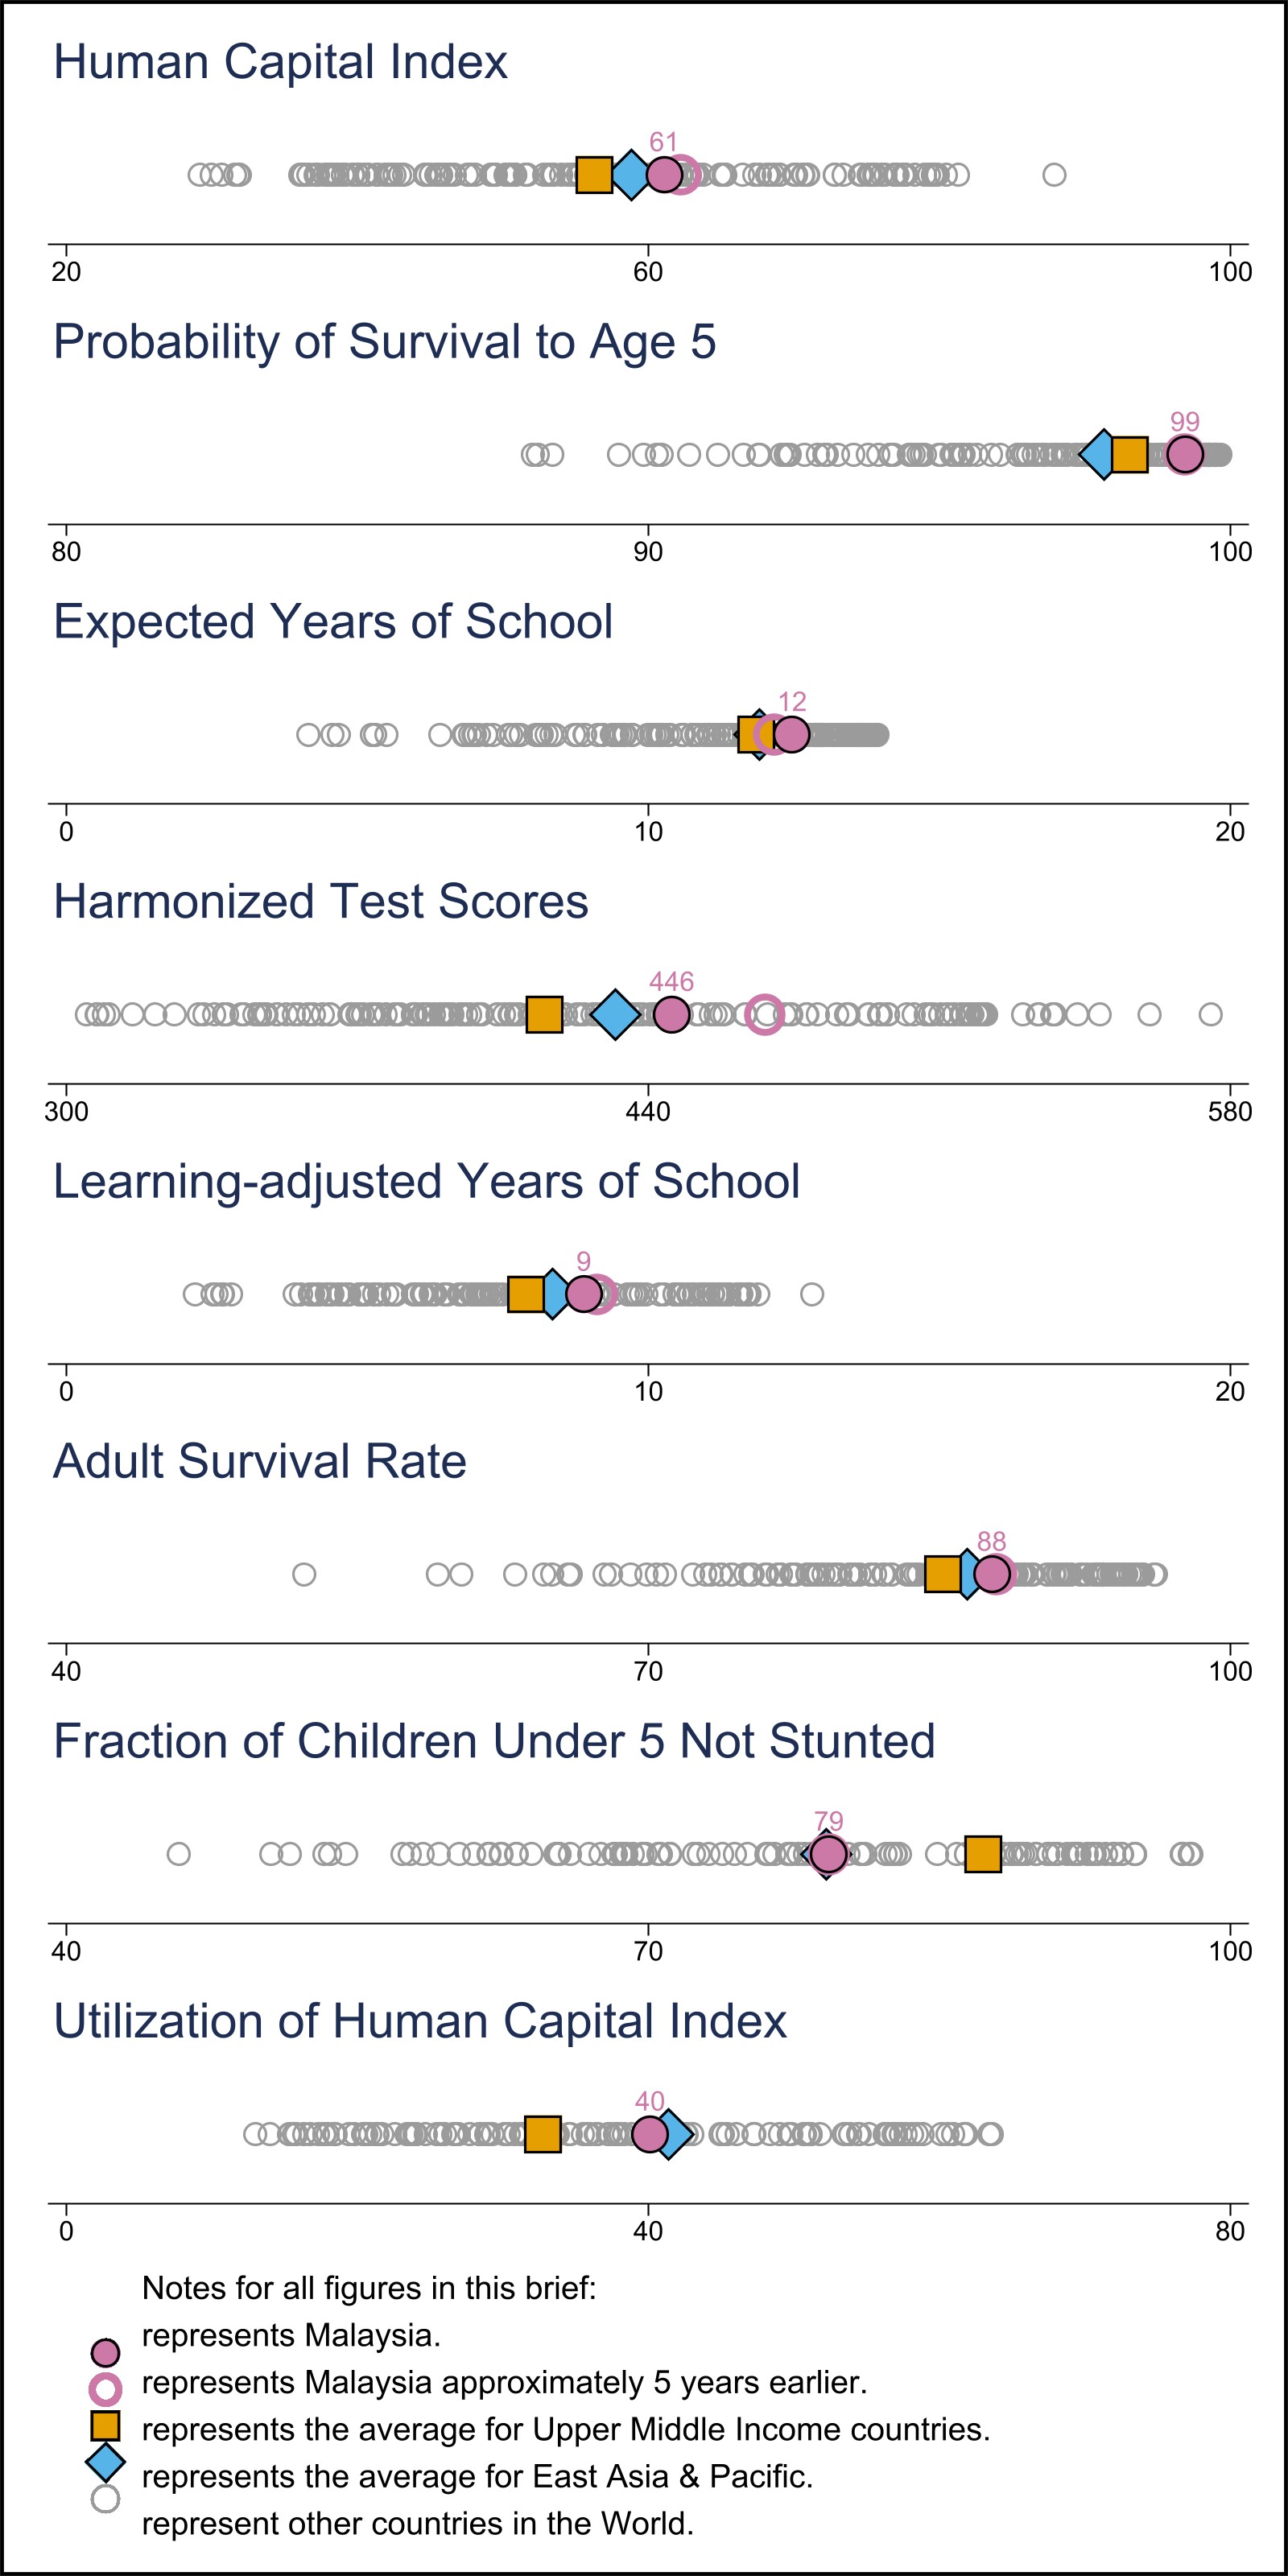 Human Capital Index
61
20 60 100
Probability of Survival to Age 5
99
80 90 100
Expected Years of School
12
0 10 20
Harmonized Test Scores
446
300 440 580
Learning-adjusted Years of School
9
0 10 20
Adult Survival Rate
88
40 70 100
Fraction of Children Under 5 Not Stunted
79
40 70 100
Utilization of Human Capital Index
40
0 40 80
Notes for all figures in this brief:
represents Malaysia.
represents Malaysia approximately 5 years earlier.
represents the average for Upper Middle Income countries.
represents the average for East Asia & Pacific.
represent other countries in the World.